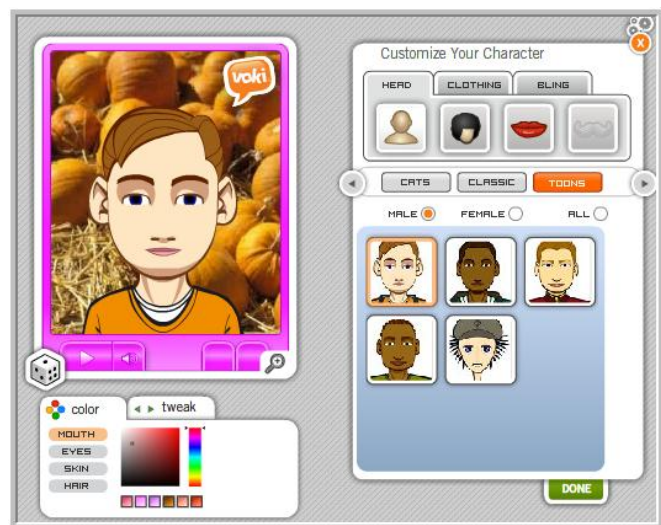 voki
Customize Your Character
HEAD CLOTHING BLING
CATS CLASSIC TOONS
MALE FEMALE ALL
color tweak
MOUTH
EYES
SKIN
HAIR
DONE
X